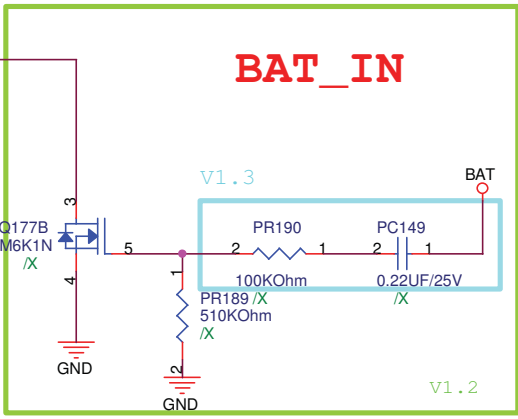 BAT_IN
V1.3
BAT
3
Q177B
M6K1N
/X
5
4
GND
PR190
2
1
100KOhm
PC149
2
1
0.22UF/25V
/X
1
PR189 /X
510KOhm
/X
2
GND
V1.2